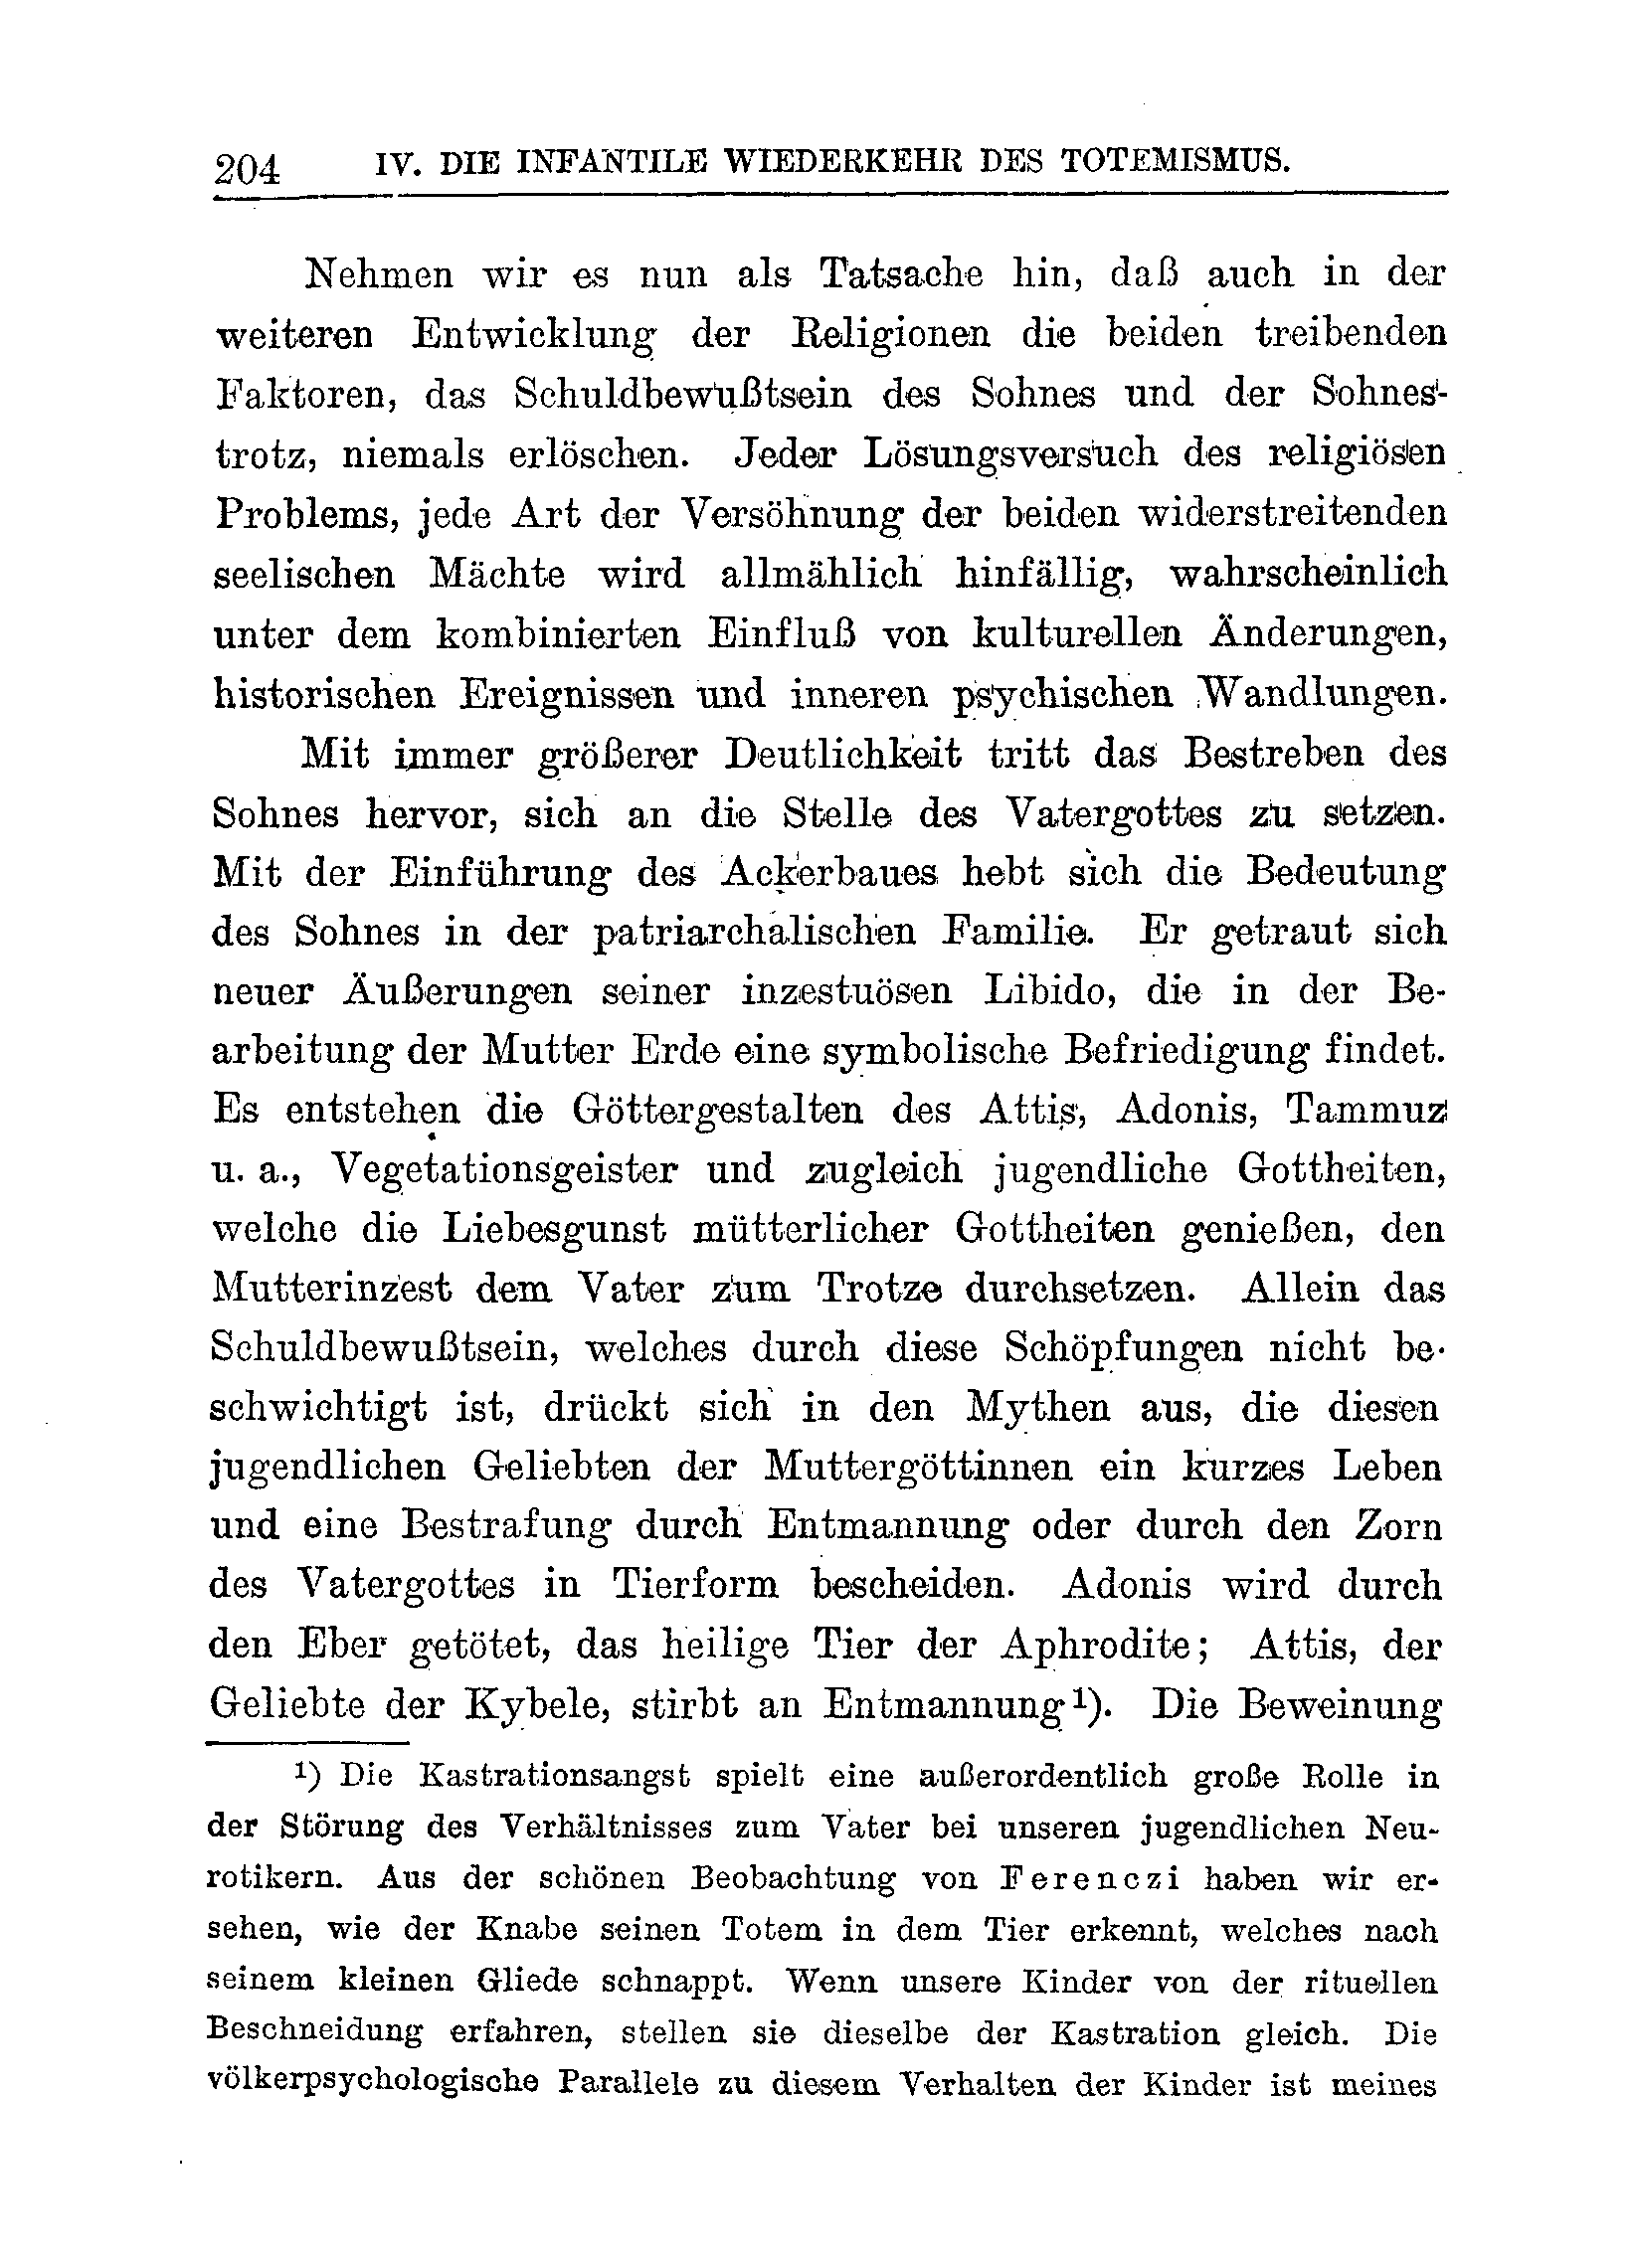 204 IV. DIE INFANTILE WIEDERKEHR DES TOTEMISMUS.
Nehmen wir es nun als Tatsache hin, daß auch in der
weiteren Entwicklung der Religionen die beiden treibenden
Faktoren, das Schuldbewußtsein des Sohnes und der Sohnes-
trotz, niemals erlöschen. Jeder Lösungsversuch des religiösen
Problems, jede Art der Versöhnung der beiden widerstreitenden
seelischen Mächte wird allmählich hinfällig, wahrscheinlich
unter dem kombinierten Einfluß von kulturellen Änderungen,
historischen Ereignissen und inneren psychischen Wandlungen.
Mit immer größerer Deutlichkeit tritt das Bestreben des
Sohnes hervor, sich an die Stelle des Vatergottes zu setzen.
Mit der Einführung des Ackerbaues hebt sich die Bedeutung
des Sohnes in der patriarchalischen Familie. Er getraut sich
neuer Äußerungen seiner inzestuösen Libido, die in der Be-
arbeitung der Mutter Erde eine symbolische Befriedigung findet.
Es entstehen die Göttergestalten des Attis, Adonis, Tammuz
u. a., Vegetationsgeister und zugleich jugendliche Gottheiten,
welche die Liebesgunst mütterlicher Gottheiten genießen, den
Mutterinzest dem Vater zum Trotze durchsetzen. Allein das
Schuldbewußtsein, welches durch diese Schöpfungen nicht be-
schwichtigt ist, drückt sich in den Mythen aus, die diesen
jugendlichen Geliebten der Muttergöttinnen ein kurzes Leben
und eine Bestrafung durch Entmannung oder durch den Zorn
des Vatergottes in Tierform bescheiden. Adonis wird durch
den Eber getötet, das heilige Tier der Aphrodite; Attis, der
Geliebte der Kybele, stirbt an Entmannung¹). Die Beweinung
¹) Die Kastrationsangst spielt eine außerordentlich große Rolle in
der Störung des Verhältnisses zum Vater bei unseren jugendlichen Neu-
rotikern. Aus der schönen Beobachtung von Ferenczi haben wir er-
sehen, wie der Knabe seinen Totem in dem Tier erkennt, welches nach
seinem kleinen Gliede schnappt. Wenn unsere Kinder von der rituellen
Beschneidung erfahren, stellen sie dieselbe der Kastration gleich. Die
völkerpsychologische Parallele zu diesem Verhalten der Kinder ist meines